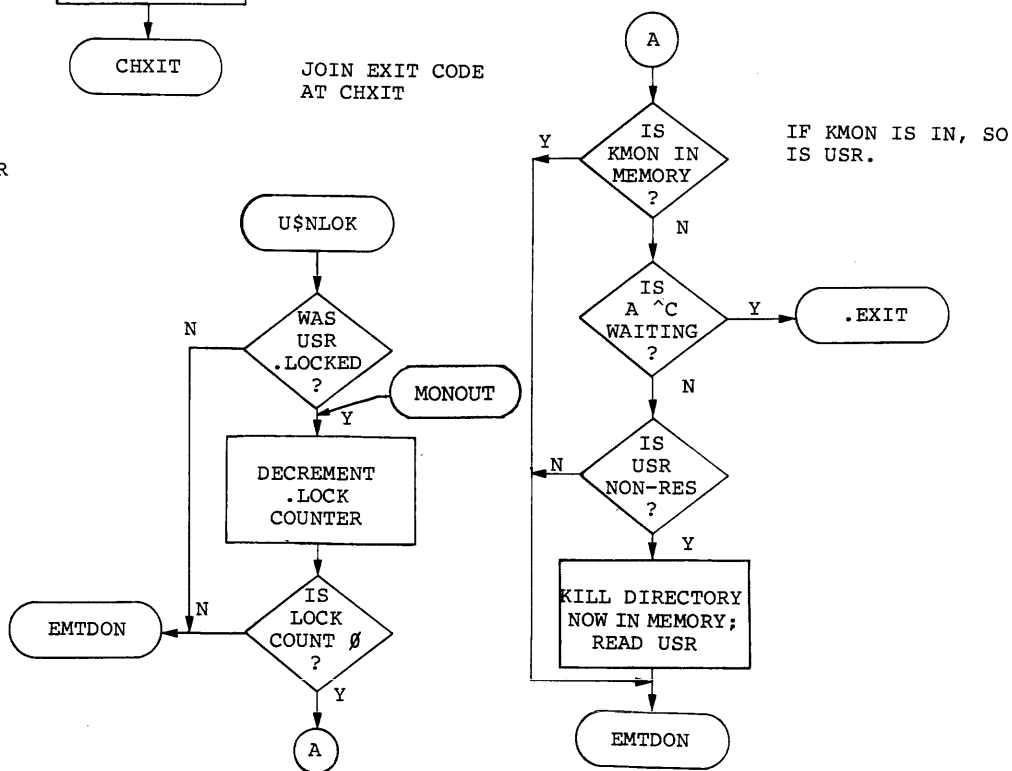 CHXIT
JOIN EXIT CODE
AT CHXIT
R
U$NLOK
WAS
USR
.LOCKED
?
N
Y
MONOUT
DECREMENT
.LOCK
COUNTER
IS
LOCK
COUNT Ø
?
N
Y
EMTDON
A
A
IS
KMON IN
MEMORY
?
Y
N
IF KMON IS IN, SO
IS USR.
IS
A ^C
WAITING
?
Y
N
.EXIT
IS
USR
NON-RES
?
N
Y
KILL DIRECTORY
NOW IN MEMORY;
READ USR
EMTDON